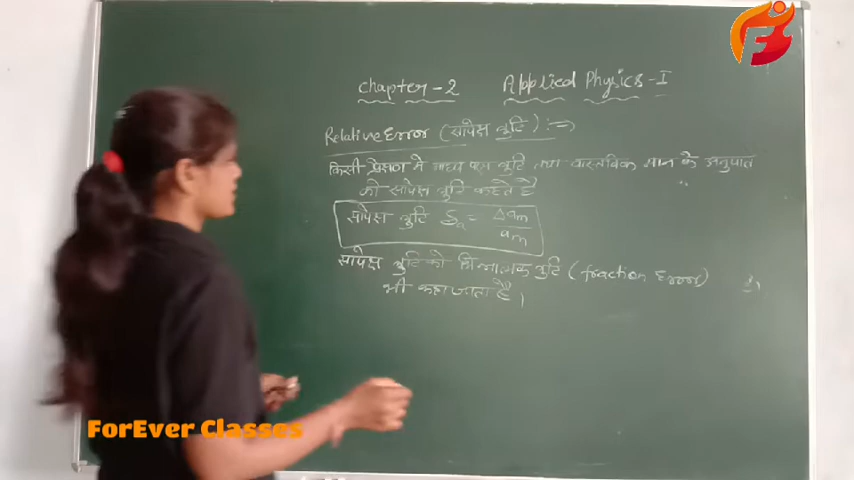 Chapter - 2 Applied Physics - I
Relative Error (सापेक्ष त्रुटि) :=>
किसी प्रेक्षण में माध्य परम त्रुटि तथा वास्तविक मान के अनुपात
को सापेक्ष त्रुटि कहते है
सापेक्ष त्रुटि δa = Δam / am
सापेक्ष त्रुटि को भिन्नात्मक त्रुटि (fraction Error)
भी कहा जाता है।
ForEver Classes